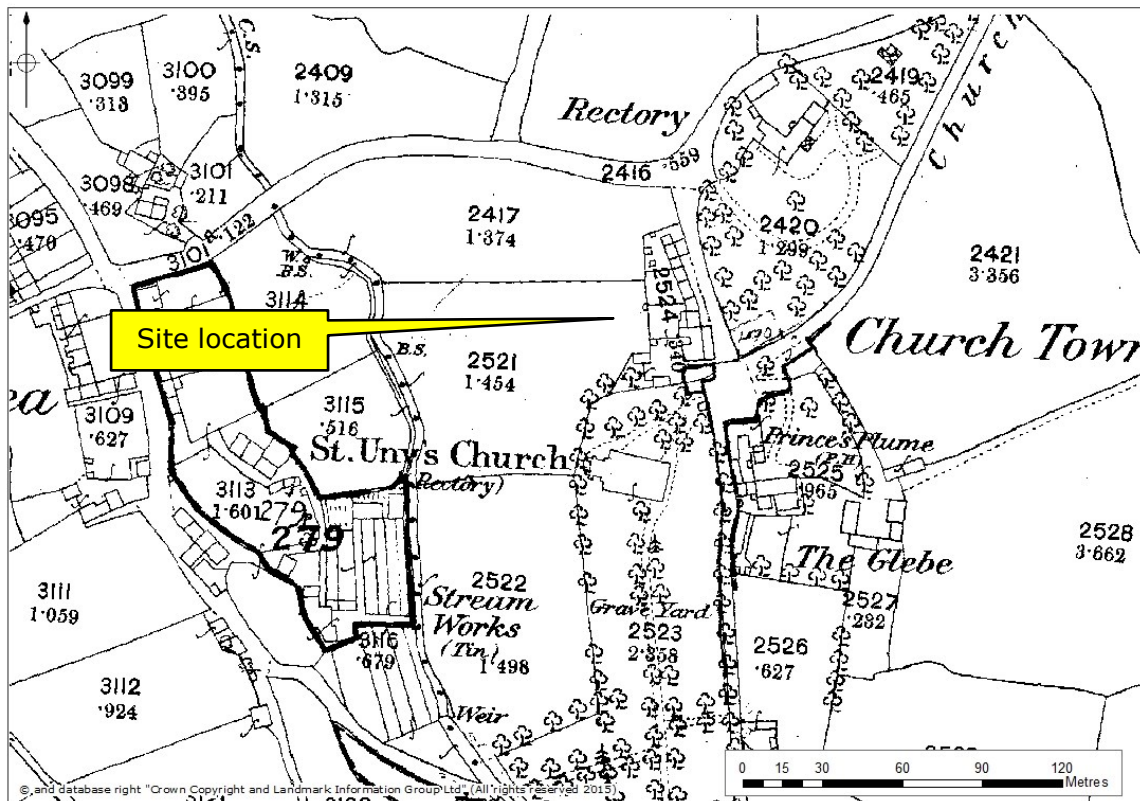 C.S.
3100
·395
2409
1·315
3099
·313
2419
·465
Church
Rectory
3101
·211
3098
·469
3095
·479
2416
·559
2417
1·374
2420
1·299
2421
3·356
3101 a
·122
W.
B.S.
3114
2524
·340
Site location
B.S.
2521
1·454
Church Town
ea
3109
·627
3115
·516
St. Uny's Church
(Rectory)
Prince's Plume
(P.H)
2525
·965
3113
1·601
279
279
2528
3·662
The Glebe
3111
1·059
2522
1·498
Stream
Works
(Tin)
Grave Yard
2523
2·358
2527
·282
2526
·627
3116
·679
3112
·924
Weir
0 15 30 60 90 120
Metres
© and database right "Crown Copyright and Landmark Information Group Ltd" (All rights reserved 2015)